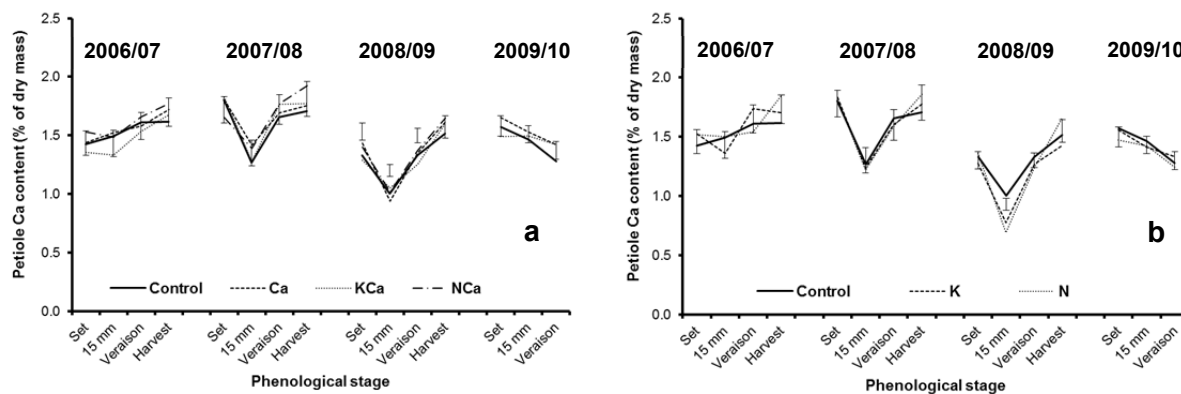 Petiole Ca content (% of dry mass)
2.5
2.0
1.5
1.0
0.5
0.0
2006/07 2007/08 2008/09 2009/10
a
Control Ca KCa NCa
Set 15 mm Veraison Harvest Set 15 mm Veraison Harvest Set 15 mm Veraison Harvest Set 15 mm Veraison
Phenological stage
Petiole Ca content (% of dry mass)
2.5
2.0
1.5
1.0
0.5
0.0
2006/07 2007/08 2008/09 2009/10
b
Control K N
Set 15 mm Veraison Harvest Set 15 mm Veraison Harvest Set 15 mm Veraison Harvest Set 15 mm Veraison
Phenological stage